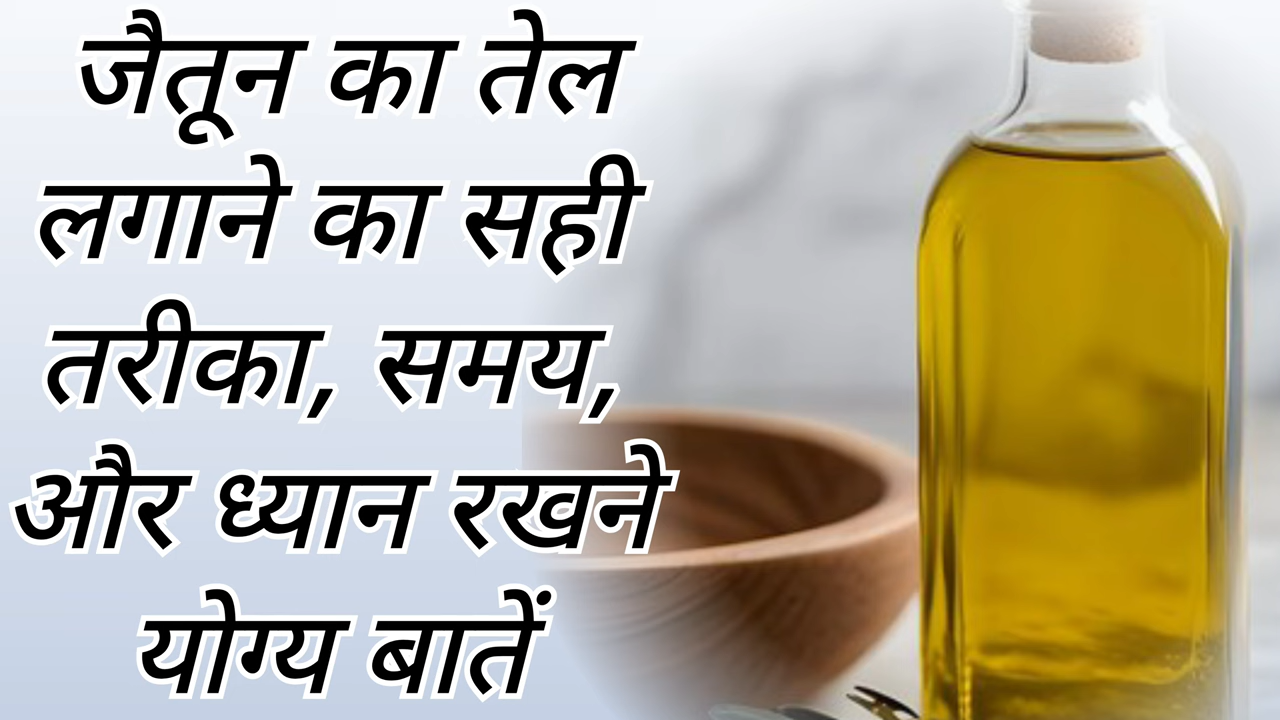 जैतून का तेल
लगाने का सही
तरीका, समय,
और ध्यान रखने
योग्य बातें